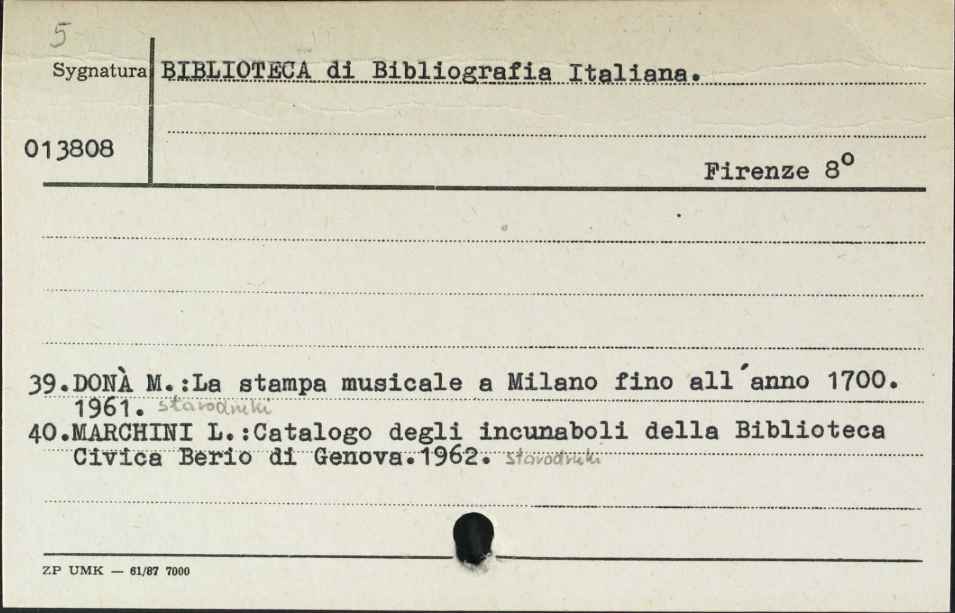 5
Sygnatura BIBLIOTECA di Bibliografia Italiana.
013808
Firenze 8º
39.DONÀ M.:La stampa musicale a Milano fino all´anno 1700.
1961. starodruki
40.MARCHINI L.:Catalogo degli incunaboli della Biblioteca
Civica Berio di Genova.1962. starodruki
ZP UMK — 61/87 7000